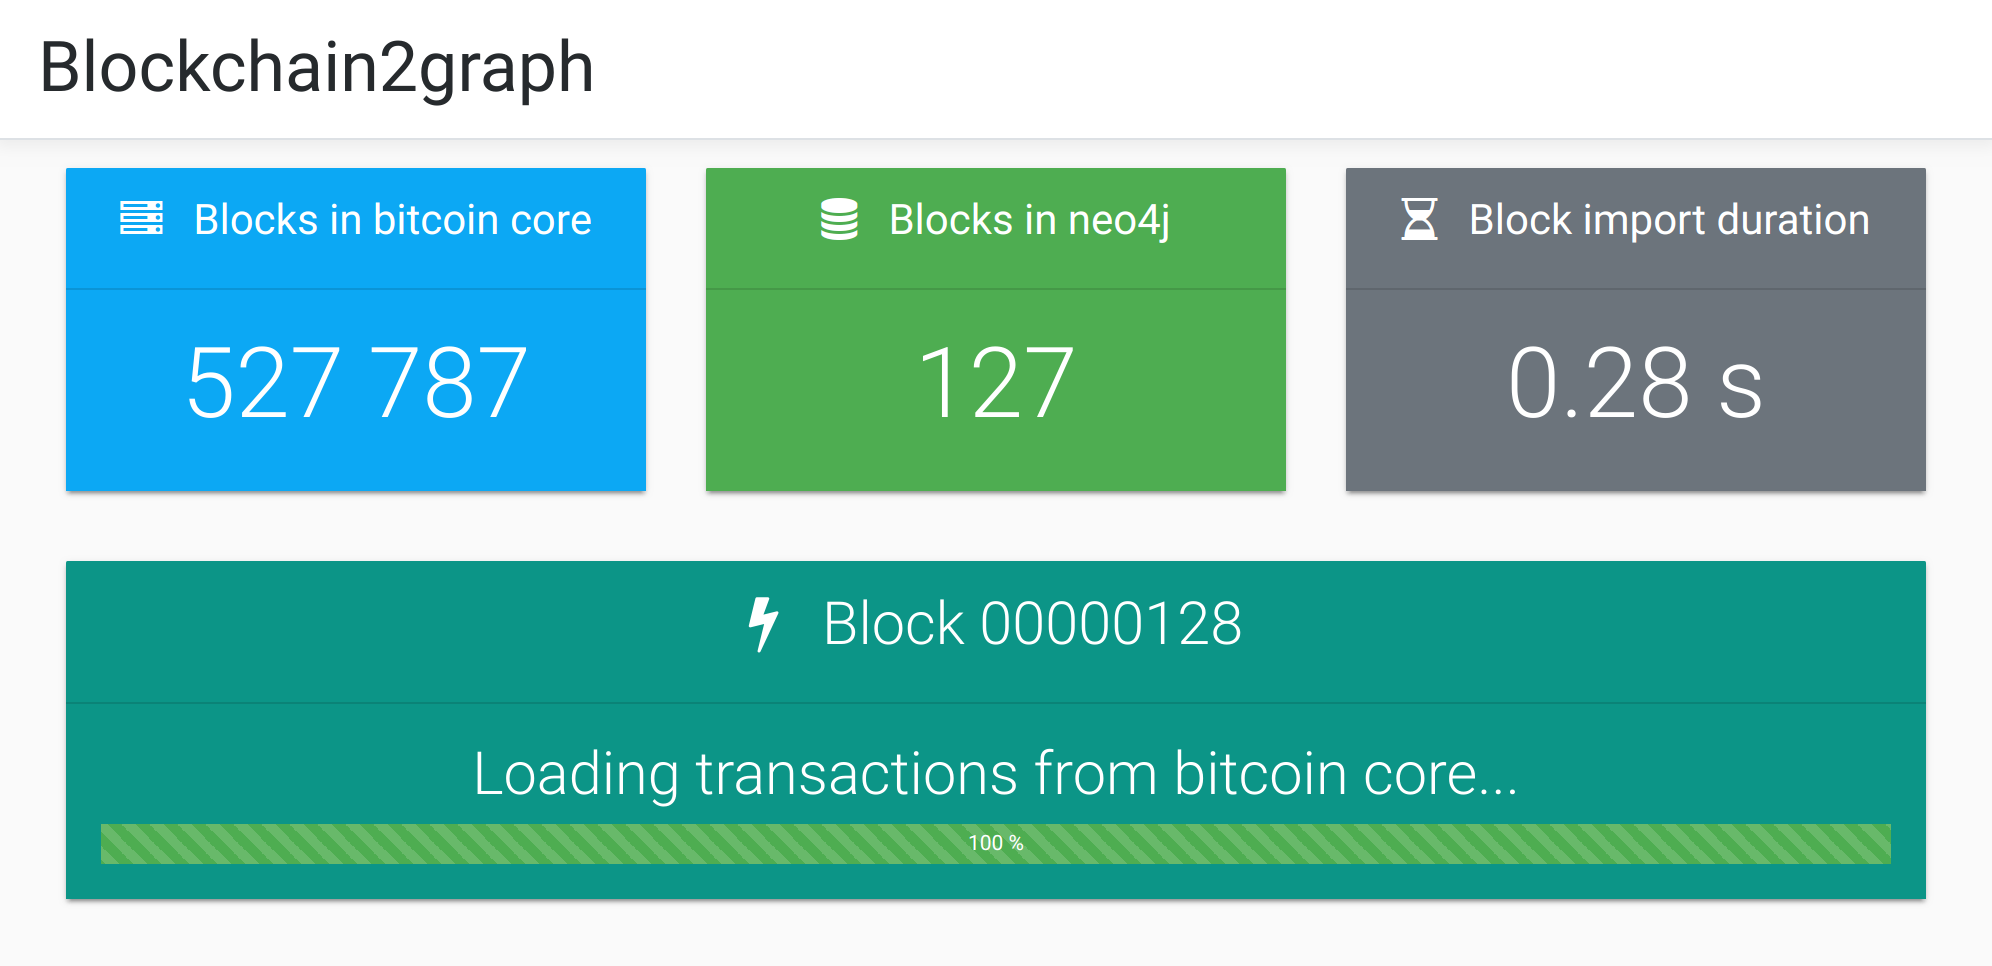 Blockchain2graph
Blocks in bitcoin core
527 787
Blocks in neo4j
127
Block import duration
0.28 s
Block 00000128
Loading transactions from bitcoin core...
100 %